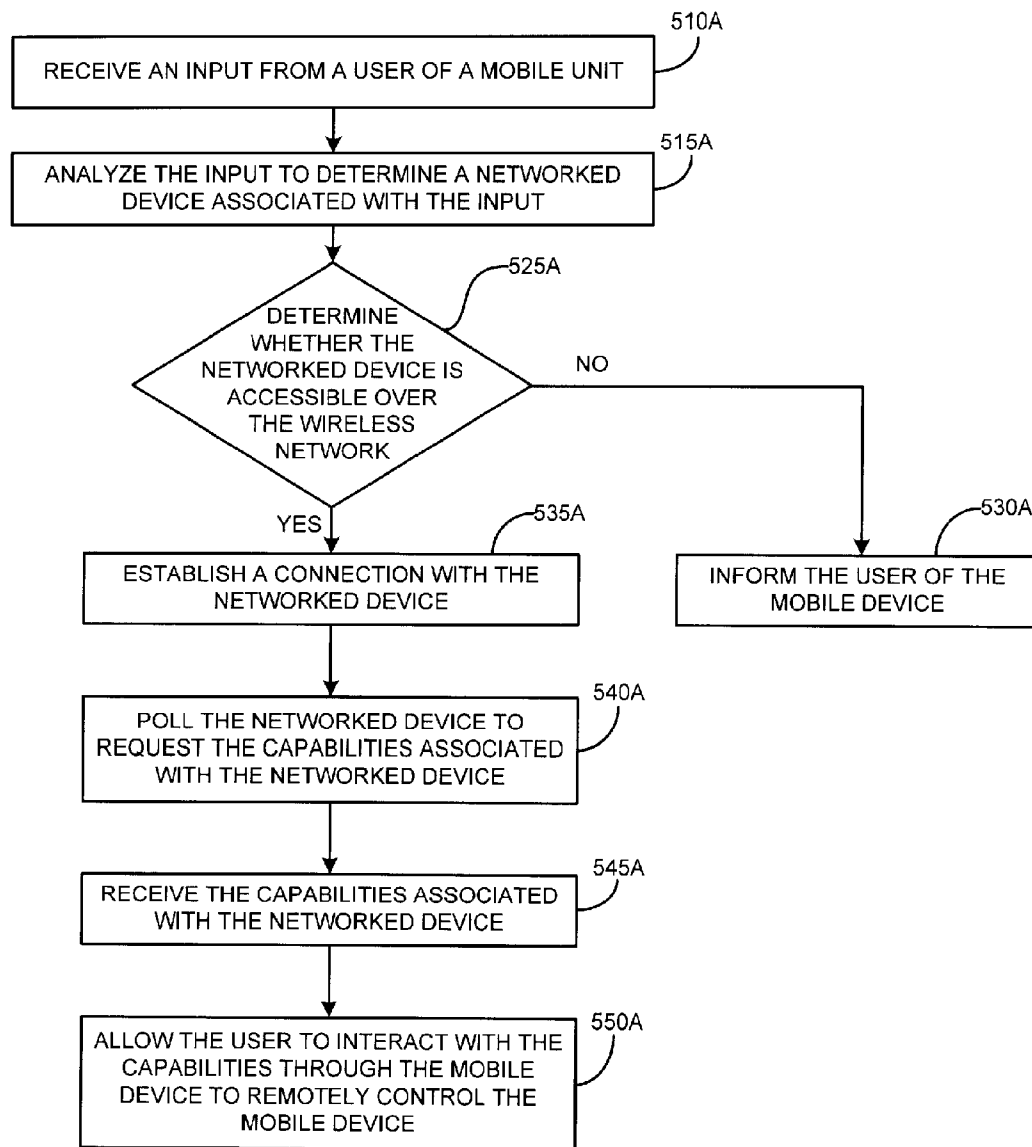 510A
RECEIVE AN INPUT FROM A USER OF A MOBILE UNIT
515A
ANALYZE THE INPUT TO DETERMINE A NETWORKED
DEVICE ASSOCIATED WITH THE INPUT
525A
DETERMINE
WHETHER THE
NETWORKED DEVICE IS
ACCESSIBLE OVER
THE WIRELESS
NETWORK
NO
YES
535A
ESTABLISH A CONNECTION WITH THE
NETWORKED DEVICE
530A
INFORM THE USER OF THE
MOBILE DEVICE
540A
POLL THE NETWORKED DEVICE TO
REQUEST THE CAPABILITIES ASSOCIATED
WITH THE NETWORKED DEVICE
545A
RECEIVE THE CAPABILITIES ASSOCIATED
WITH THE NETWORKED DEVICE
550A
ALLOW THE USER TO INTERACT WITH THE
CAPABILITIES THROUGH THE MOBILE
DEVICE TO REMOTELY CONTROL THE
MOBILE DEVICE